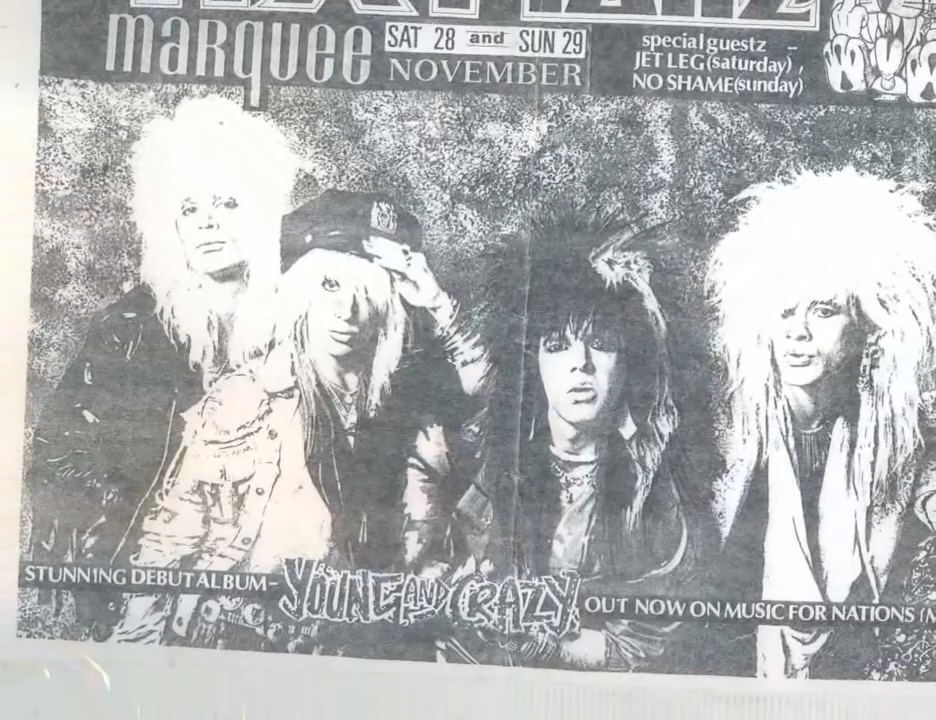 marquee
SAT 28 and SUN 29
NOVEMBER
special guestz –
JET LEG (saturday) ,
NO SHAME (sunday)
STUNNING DEBUT ALBUM – YOUNG AND CRAZY OUT NOW ON MUSIC FOR NATIONS (M